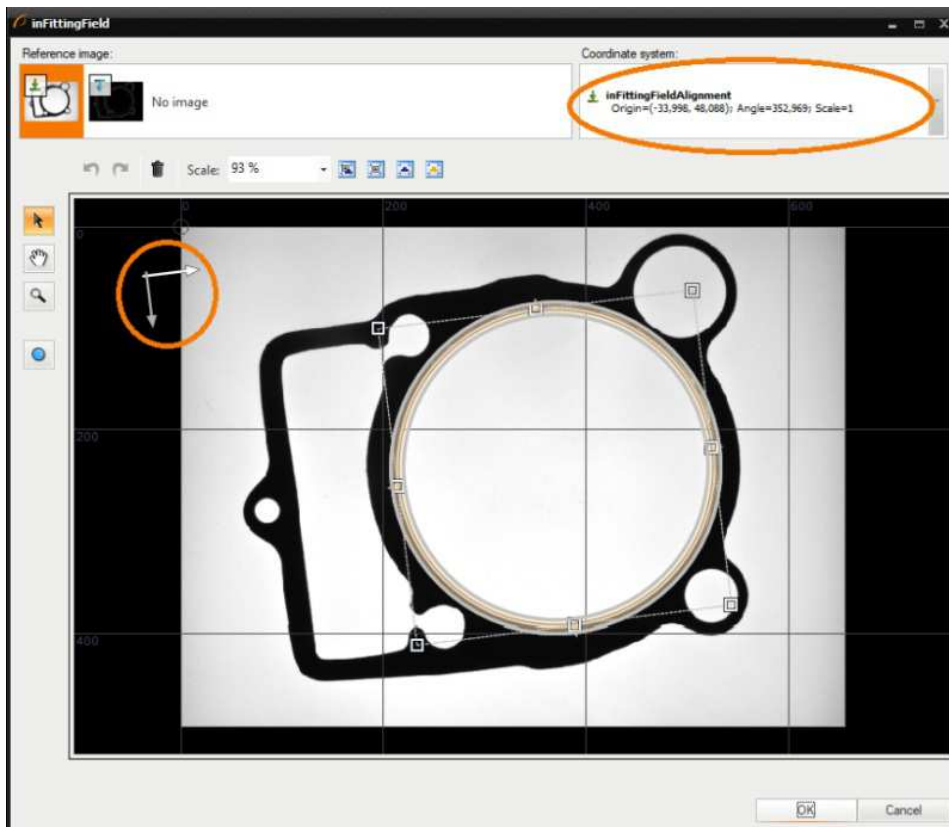 inFittingField
Reference image:
Coordinate system:
No image
inFittingFieldAlignment
Origin=(-33,998, 48,088); Angle=352,969; Scale=1
Scale: 93 %
0 200 400 600
0
200
400
OK Cancel